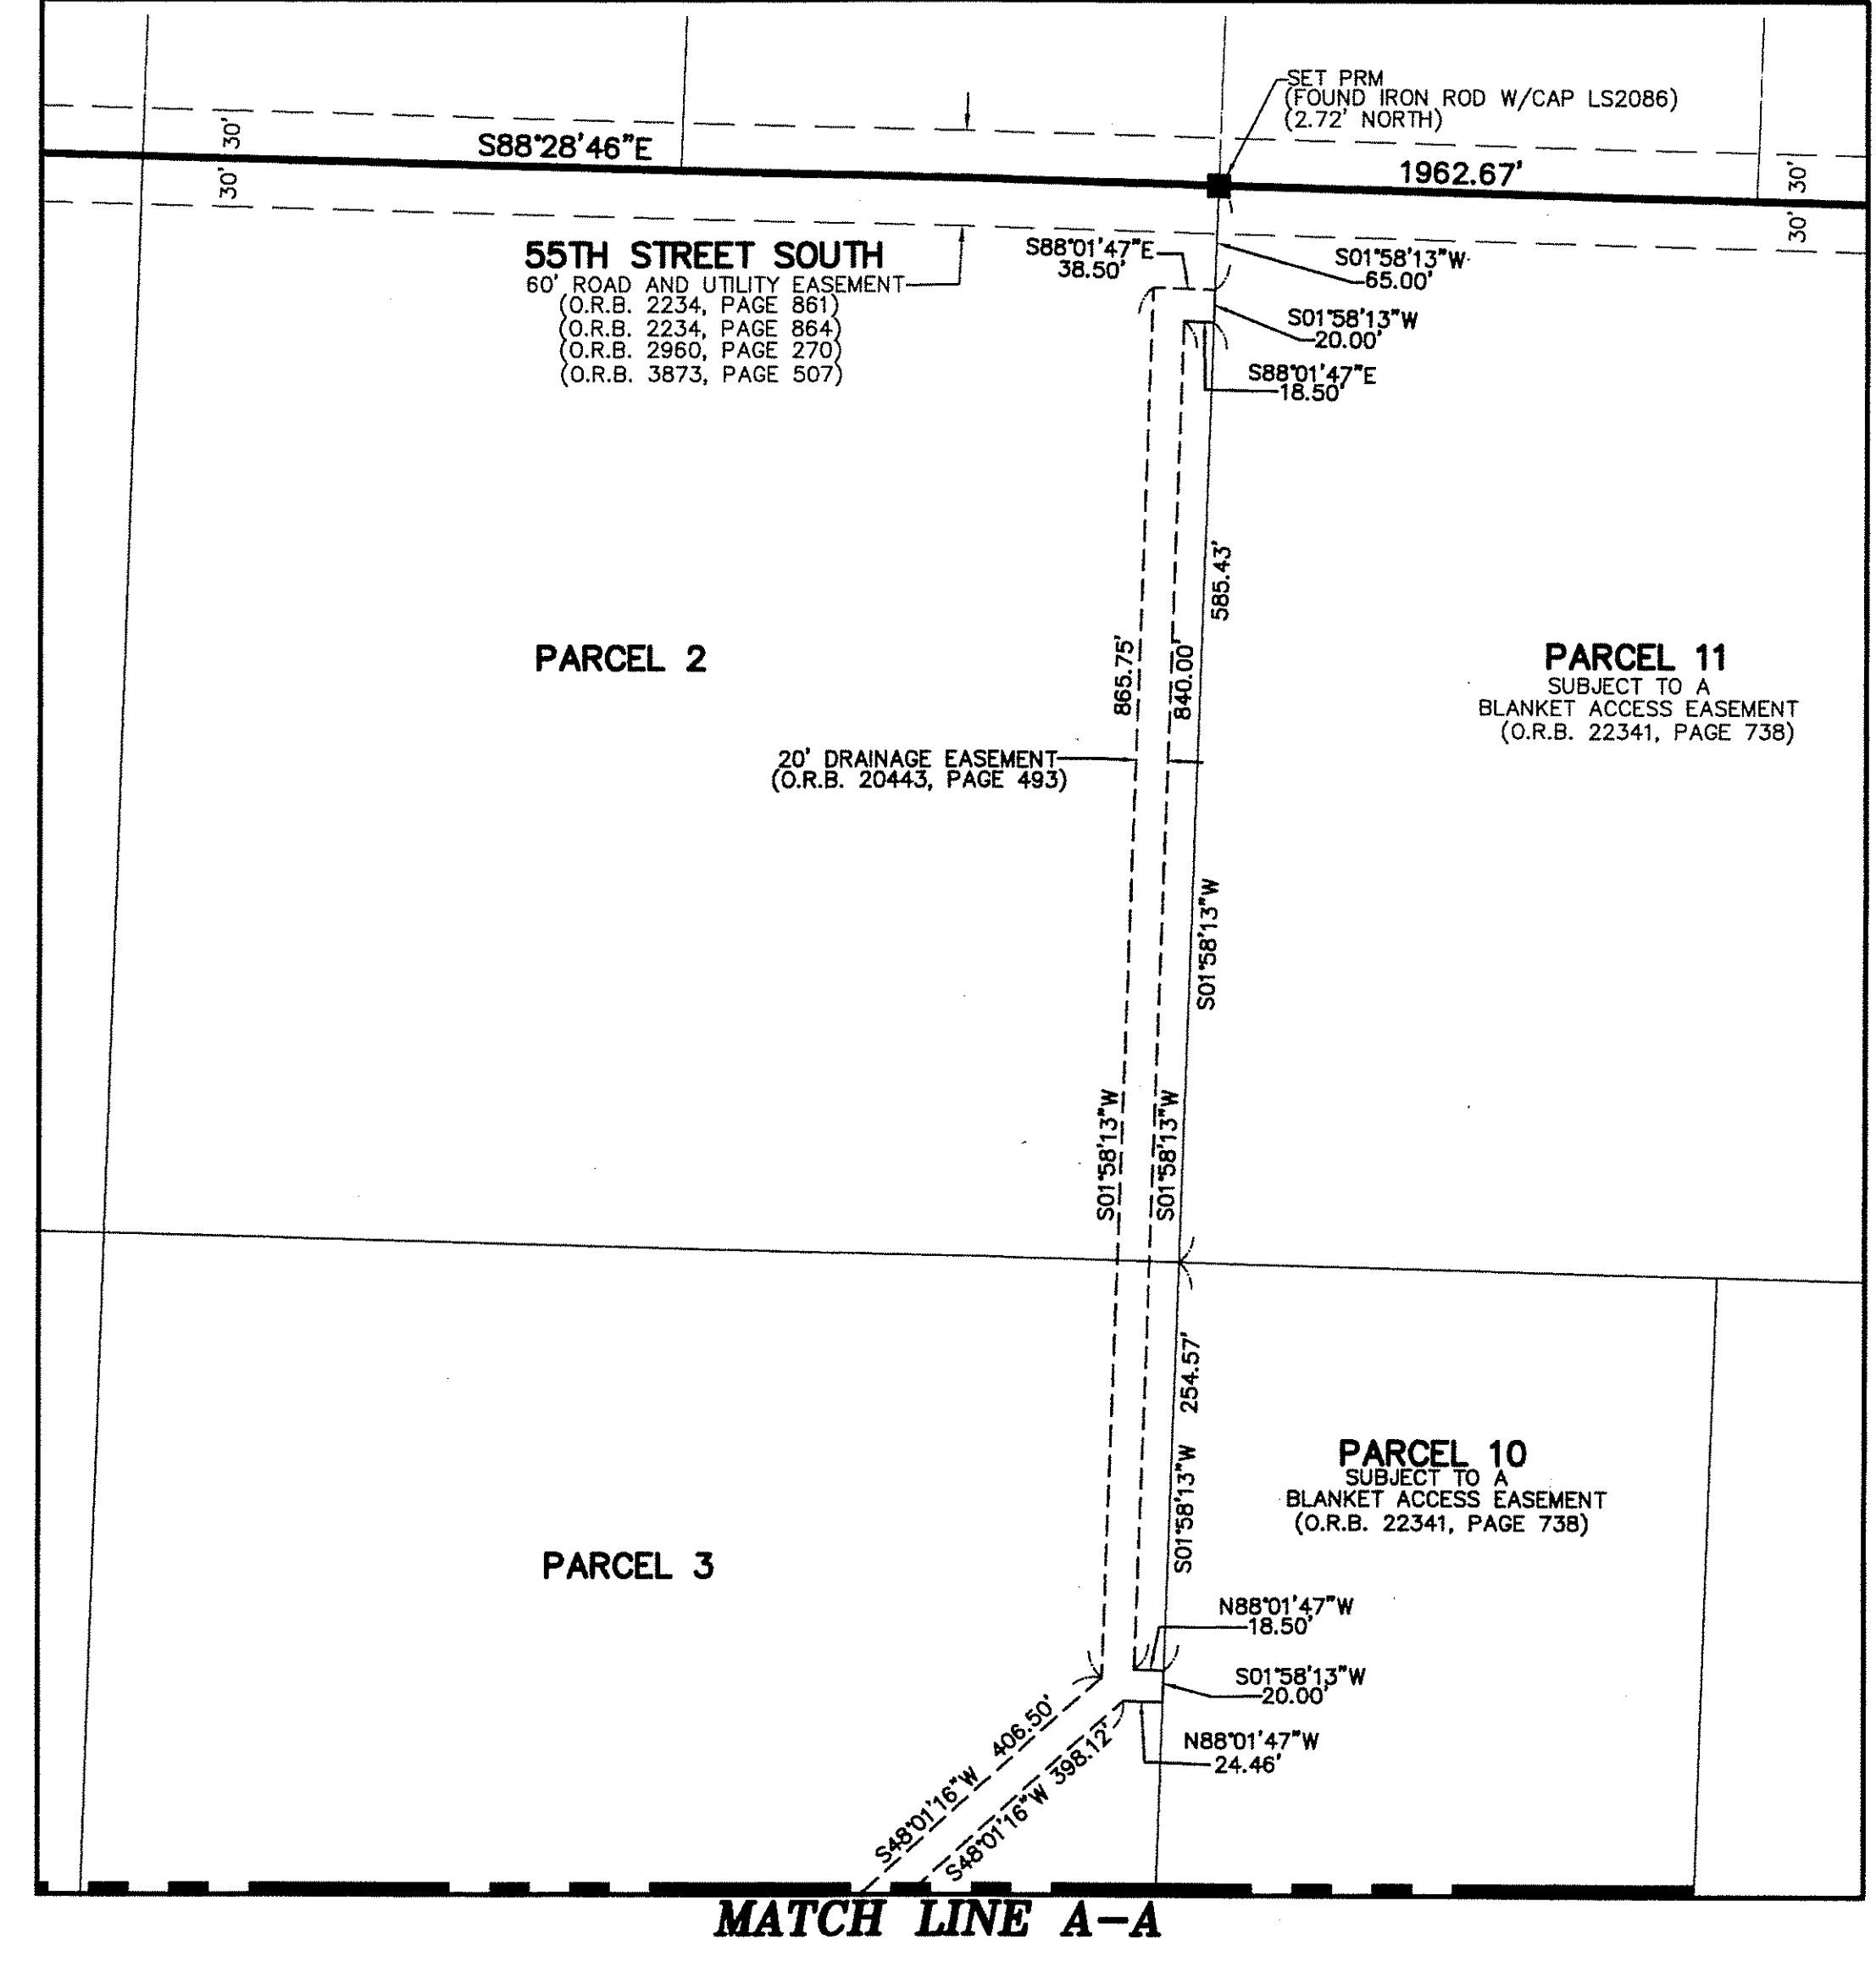 SET PRM
(FOUND IRON ROD W/CAP LS2086)
(2.72' NORTH)
30'
30'
S88°28'46"E
1962.67'
30'
30'
55TH STREET SOUTH
60' ROAD AND UTILITY EASEMENT
(O.R.B. 2234, PAGE 861)
(O.R.B. 2234, PAGE 864)
(O.R.B. 2960, PAGE 270)
(O.R.B. 3873, PAGE 507)
S88°01'47"E
38.50'
S01°58'13"W
65.00'
S01°58'13"W
20.00'
S88°01'47"E
18.50'
585.43'
865.75'
840.00'
PARCEL 2
PARCEL 11
SUBJECT TO A
BLANKET ACCESS EASEMENT
(O.R.B. 22341, PAGE 738)
20' DRAINAGE EASEMENT
(O.R.B. 20443, PAGE 493)
S01°58'13"W
S01°58'13"W
S01°58'13"W
S01°58'13"W 254.57'
PARCEL 10
SUBJECT TO A
BLANKET ACCESS EASEMENT
(O.R.B. 22341, PAGE 738)
PARCEL 3
N88°01'47"W
18.50'
S01°58'13"W
20.00'
N88°01'47"W
24.46'
S48°01'16"W 406.50'
S48°01'16"W 398.12'
MATCH LINE A-A